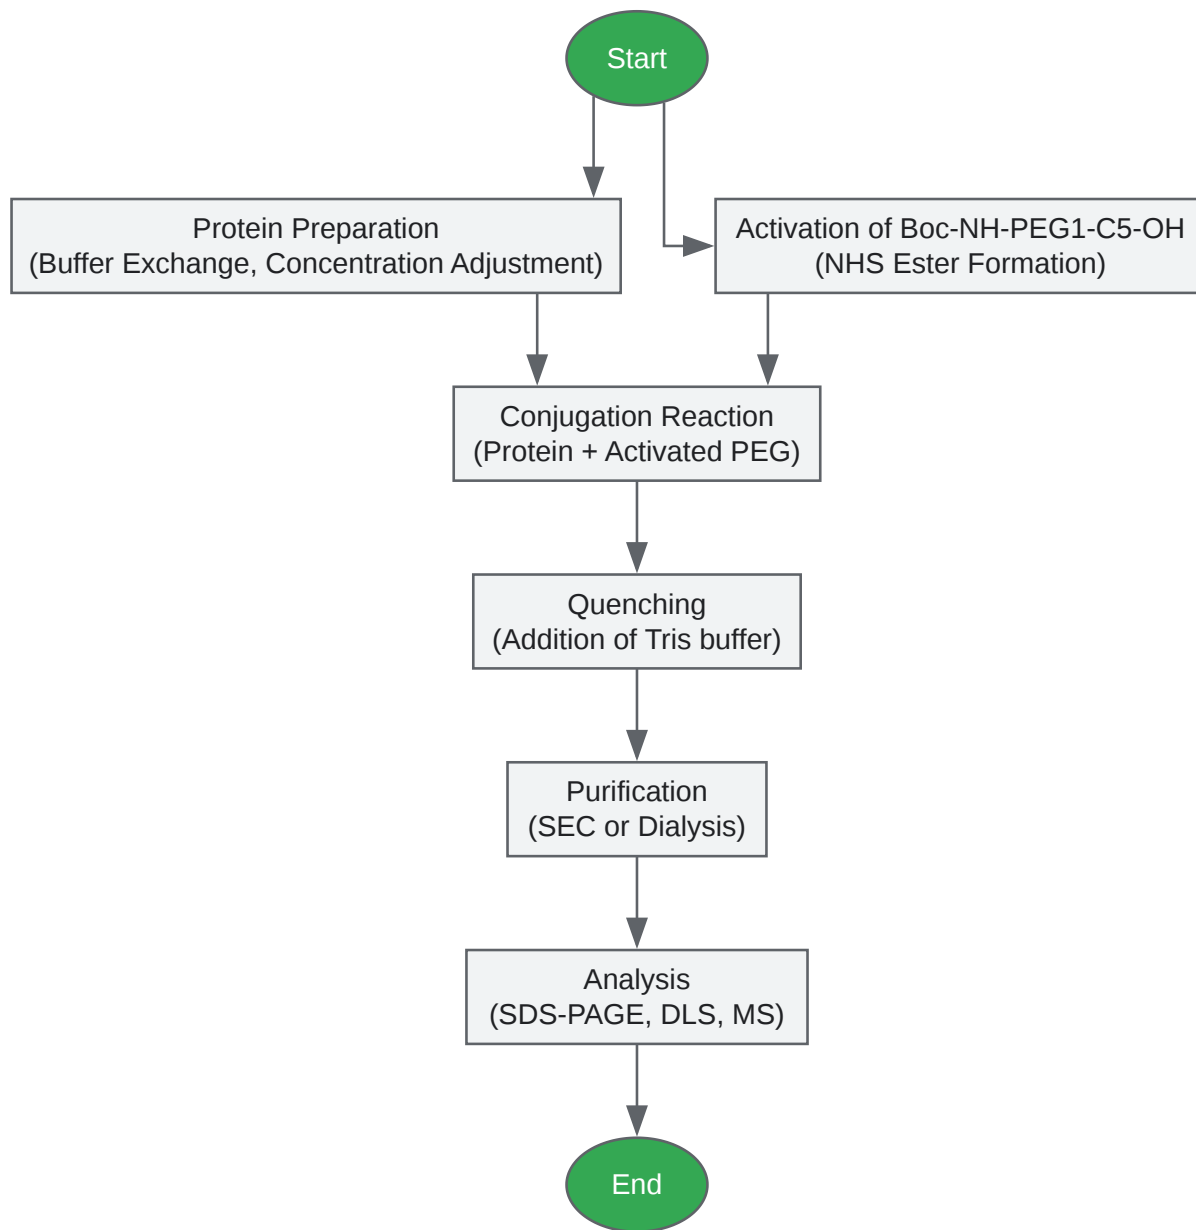 Start
Protein Preparation
(Buffer Exchange, Concentration Adjustment)
Activation of Boc-NH-PEG1-C5-OH
(NHS Ester Formation)
Conjugation Reaction
(Protein + Activated PEG)
Quenching
(Addition of Tris buffer)
Purification
(SEC or Dialysis)
Analysis
(SDS-PAGE, DLS, MS)
End